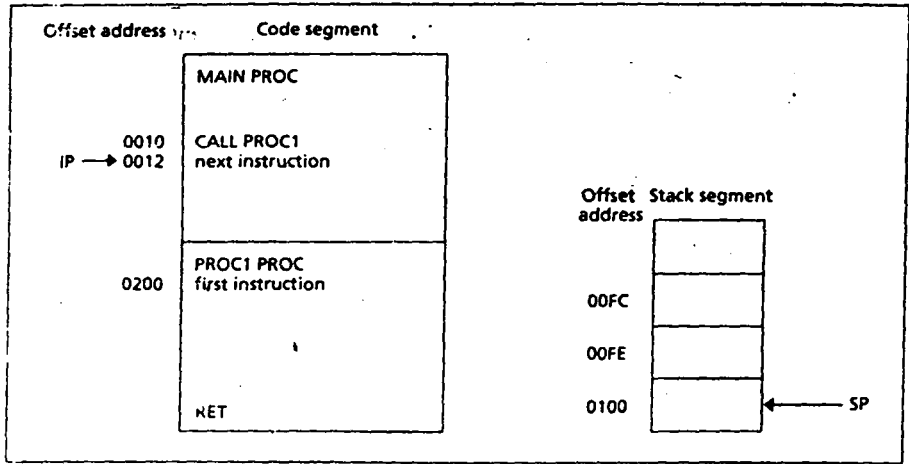 Offset address
Code segment
MAIN PROC
0010 CALL PROC1
IP 0012 next instruction
PROC1 PROC
0200 first instruction
RET
Offset address
Stack segment
00FC
00FE
0100
SP